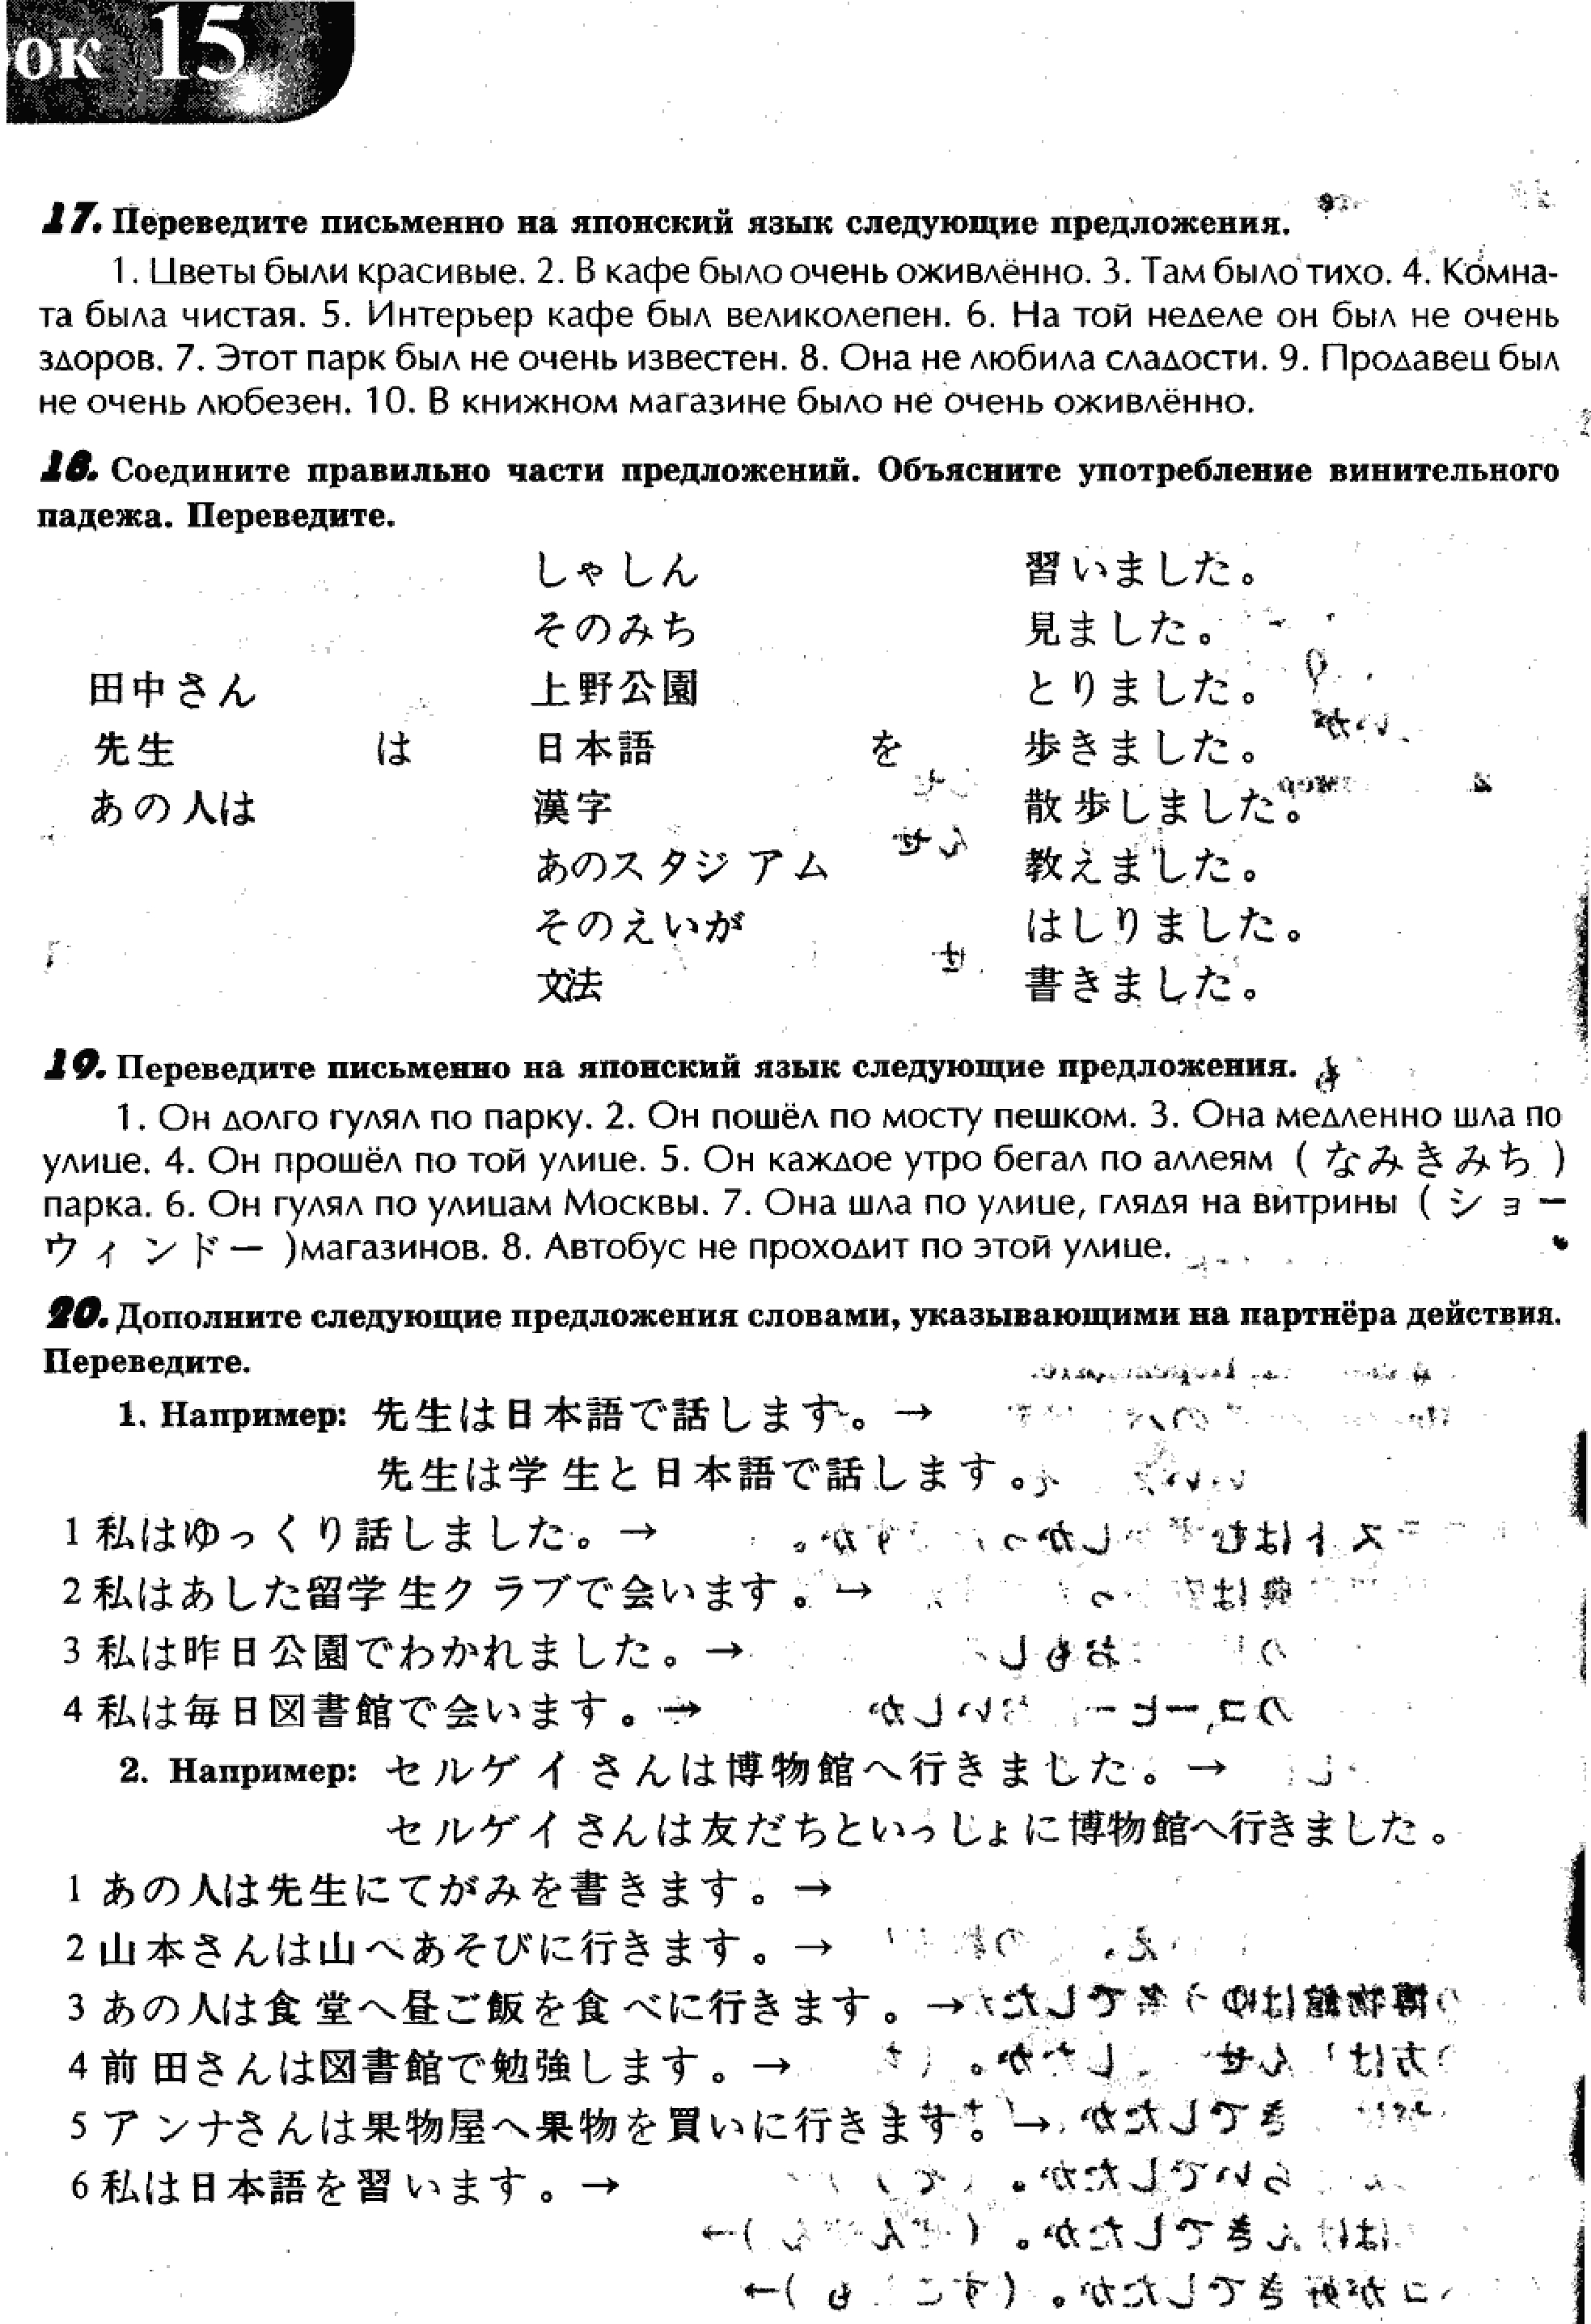 ок 15
17. Переведите письменно на японский язык следующие предложения.
1. Цветы были красивые. 2. В кафе было очень оживлённо. 3. Там было тихо. 4. Комна-
та была чистая. 5. Интерьер кафе был великолепен. 6. На той неделе он был не очень
здоров. 7. Этот парк был не очень известен. 8. Она не любила сладости. 9. Продавец был
не очень любезен. 10. В книжном магазине было не очень оживлённо.
18. Соедините правильно части предложений. Объясните употребление винительного
падежа. Переведите.
しゃしん 習いました。
そのみち 見ました。
田中さん 上野公園 とりました。
先生 は 日本語 を 歩きました。
あの人は 漢字 散歩しました。
あのスタジアム 教えました。
そのえいが はしりました。
文法 書きました。
19. Переведите письменно на японский язык следующие предложения.
1. Он долго гулял по парку. 2. Он пошёл по мосту пешком. 3. Она медленно шла по
улице. 4. Он прошёл по той улице. 5. Он каждое утро бегал по аллеям (なみきみち)
парка. 6. Он гулял по улицам Москвы. 7. Она шла по улице, глядя на витрины (ショー
ウィンドー)магазинов. 8. Автобус не проходит по этой улице.
20. Дополните следующие предложения словами, указывающими на партнёра действия.
Переведите.
1. Например: 先生は日本語で話します。→
先生は学生と日本語で話します。
1 私はゆっくり話しました。→
2 私はあした留学生クラブで会います。→
3 私は昨日公園でわかれました。→
4 私は毎日図書館で会います。→
2. Например: セルゲイさんは博物館へ行きました。→
セルゲイさんは友だちといっしょに博物館へ行きました。
1 あの人は先生にてがみを書きます。→
2 山本さんは山へあそびに行きます。→
3 あの人は食堂へ昼ご飯を食べに行きます。→
4 前田さんは図書館で勉強します。→
5 アンナさんは果物屋へ果物を買いに行きます。→
6 私は日本語を習います。→